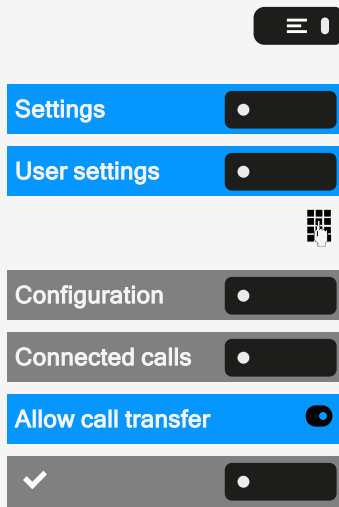 Settings
User settings
Configuration
Connected calls
Allow call transfer